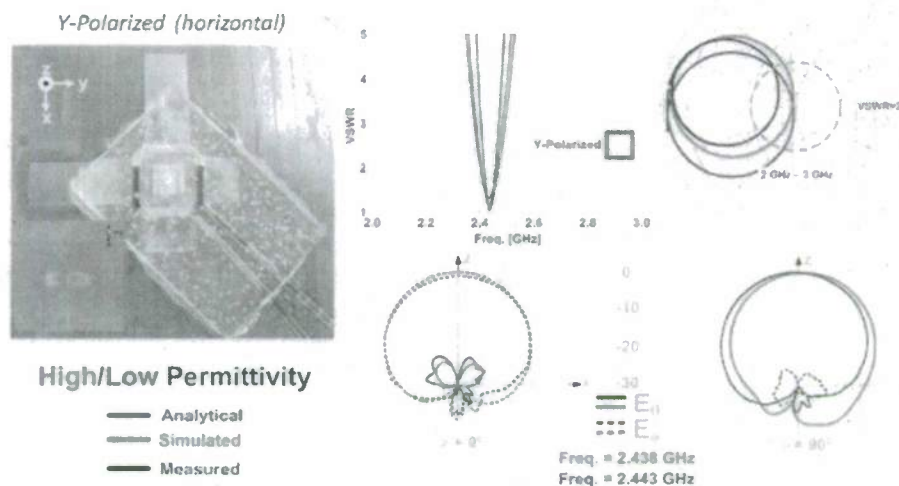 Y-Polarized (horizontal)
y
x
High/Low Permittivity
Analytical
Simulated
Measured
VSWR
5
4
3
2
1
2.0
2.2
2.4
2.6
2.8
3.0
Freq. [GHz]
Y-Polarized
2 GHz – 3 GHz
0
-10
-20
-30
E
E
Freq. = 2.438 GHz
Freq. = 2.443 GHz